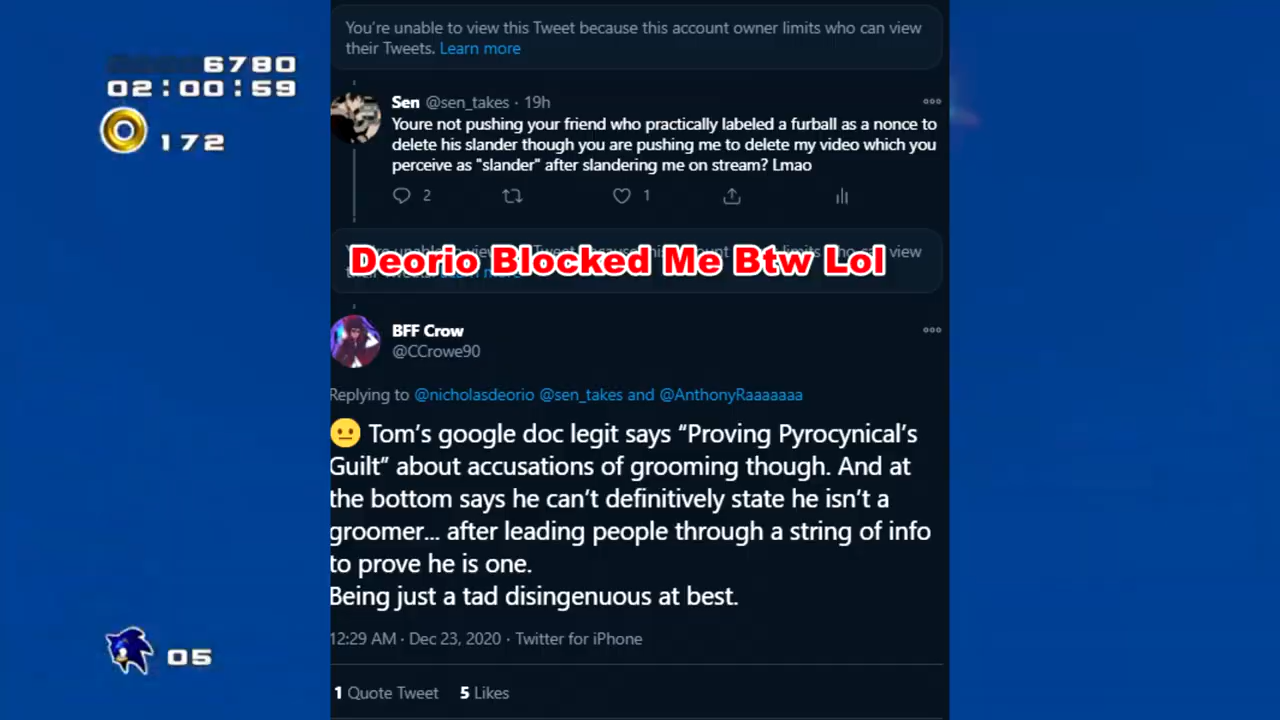 You're unable to view this Tweet because this account owner limits who can view
their Tweets. Learn more
6780
02:00:59
172
Sen @sen_takes · 19h
Youre not pushing your friend who practically labeled a furball as a nonce to
delete his slander though you are pushing me to delete my video which you
perceive as "slander" after slandering me on stream? Lmao
2
1
Deorio Blocked Me Btw Lol
BFF Crow
@CCrowe90
Replying to @nicholasdeorio @sen_takes and @AnthonyRaaaaaaa
😐 Tom's google doc legit says “Proving Pyrocynical's
Guilt” about accusations of grooming though. And at
the bottom says he can't definitively state he isn't a
groomer... after leading people through a string of info
to prove he is one.
Being just a tad disingenuous at best.
12:29 AM · Dec 23, 2020 · Twitter for iPhone
05
1 Quote Tweet 5 Likes